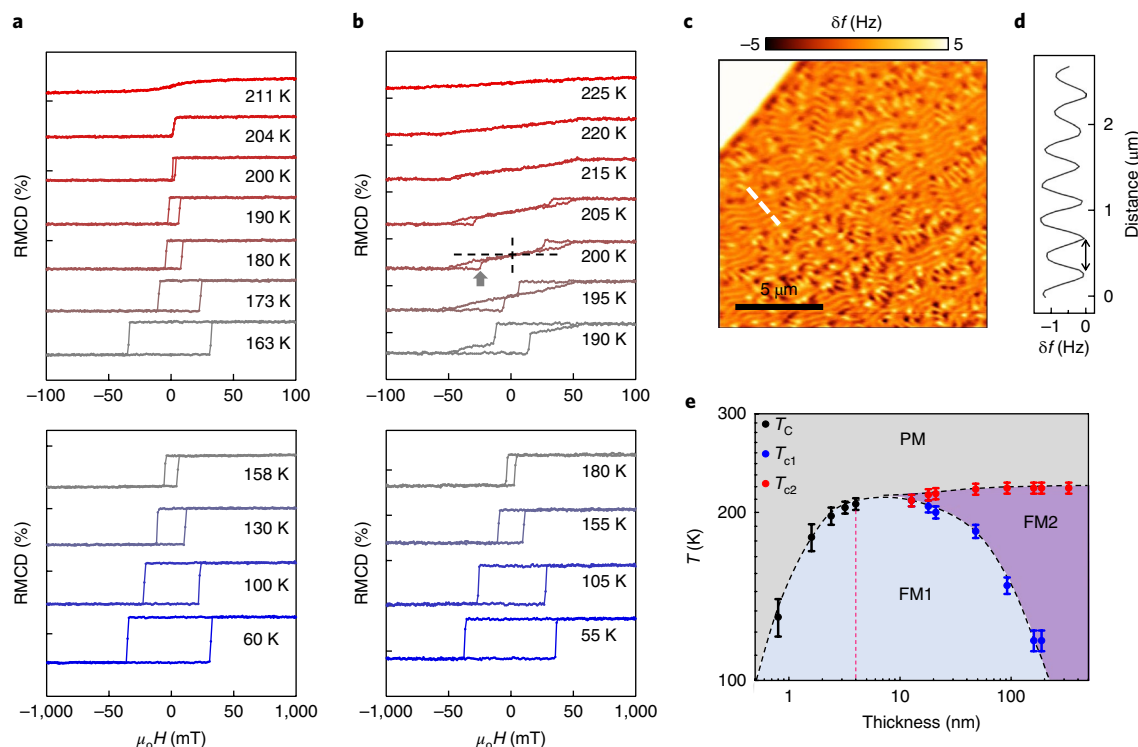 a
RMCD (%)
211 K
204 K
200 K
190 K
180 K
173 K
163 K
–100 –50 0 50 100
RMCD (%)
158 K
130 K
100 K
60 K
–1,000 –50 0 50 1,000
μ₀H (mT)
b
RMCD (%)
225 K
220 K
215 K
205 K
200 K
195 K
190 K
–100 –50 0 50 100
RMCD (%)
180 K
155 K
105 K
55 K
–1,000 –50 0 50 1,000
μ₀H (mT)
c
δf (Hz)
–5 5
5 μm
d
2
1
0
Distance (μm)
–1 0
δf (Hz)
e
300
200
100
T (K)
T_C
T_c1
T_c2
PM
FM1
FM2
1 10 100
Thickness (nm)